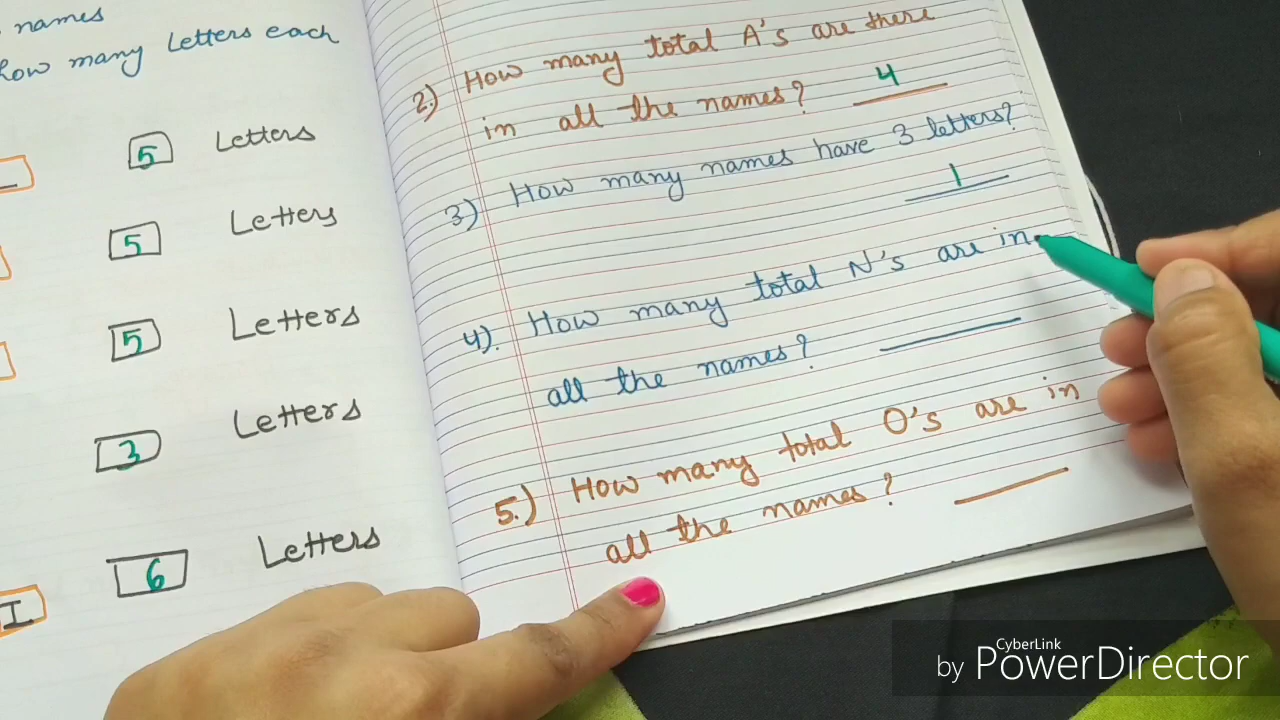 names
how many Letters each
5 Letters
5 Letters
5 Letters
3 Letters
6 Letters
I
2.) How many total A's are there
in all the names? 4
3) How many names have 3 letters?
1
4). How many total N's are in
all the names?
5.) How many total O's are in
all the names?
CyberLink
by PowerDirector